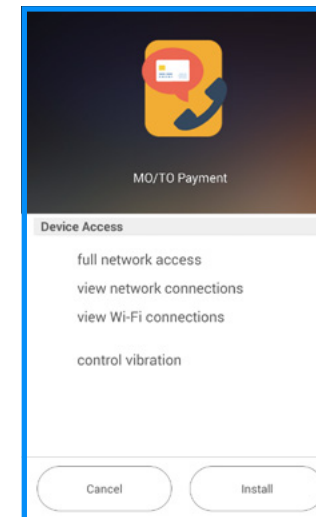 MO/TO Payment
Device Access
full network access
view network connections
view Wi-Fi connections
control vibration
Cancel
Install